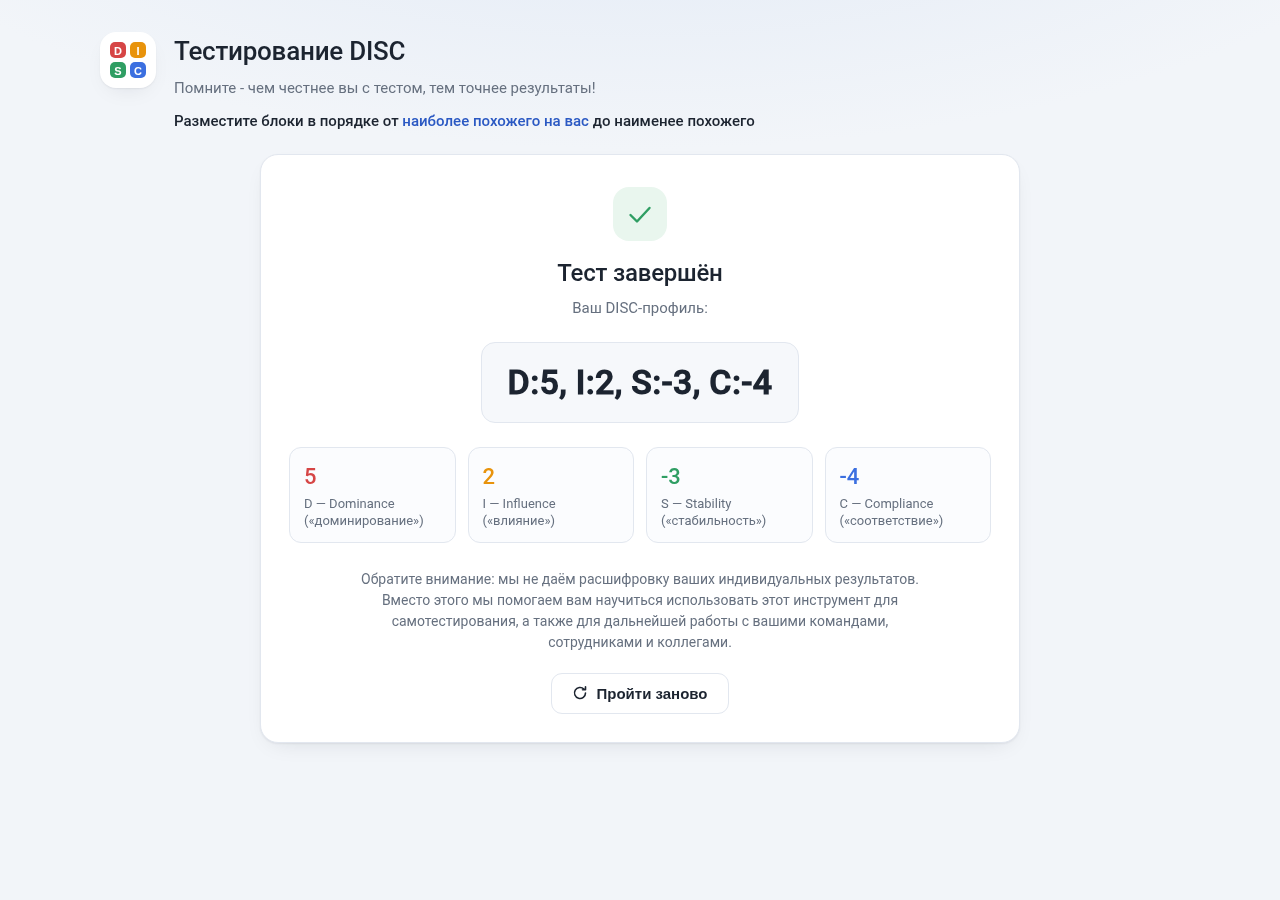 D I
S C
Тестирование DISC
Помните - чем честнее вы с тестом, тем точнее результаты!
Разместите блоки в порядке от наиболее похожего на вас до наименее похожего
Тест завершён
Ваш DISC-профиль:
D:5, I:2, S:-3, C:-4
5
D — Dominance
(«доминирование»)
2
I — Influence
(«влияние»)
-3
S — Stability
(«стабильность»)
-4
C — Compliance
(«соответствие»)
Обратите внимание: мы не даём расшифровку ваших индивидуальных результатов.
Вместо этого мы помогаем вам научиться использовать этот инструмент для
самотестирования, а также для дальнейшей работы с вашими командами,
сотрудниками и коллегами.
Пройти заново